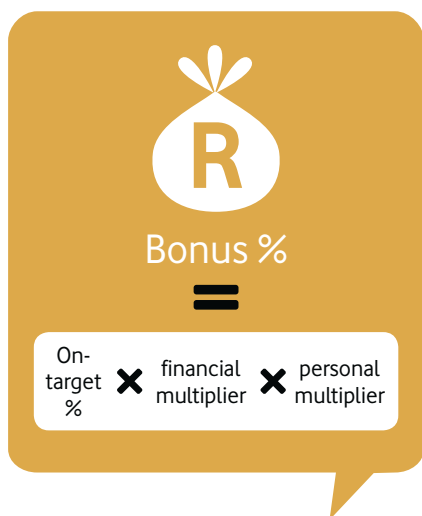 R
Bonus %
=
On-
target
%
×
financial
multiplier
×
personal
multiplier